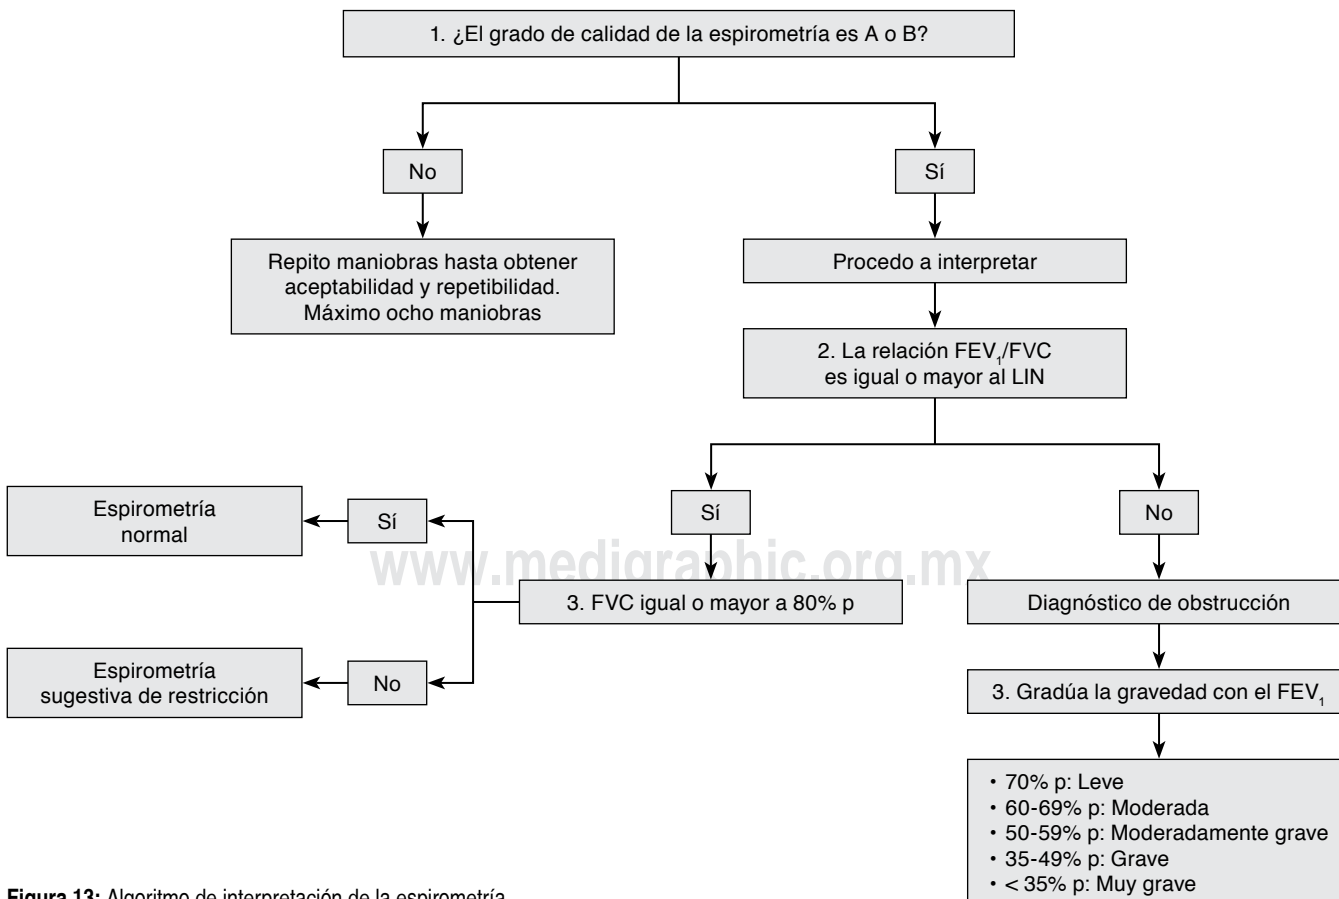 1. ¿El grado de calidad de la espirometría es A o B?
No
Sí
Repito maniobras hasta obtener
aceptabilidad y repetibilidad.
Máximo ocho maniobras
Procedo a interpretar
2. La relación FEV₁/FVC
es igual o mayor al LIN
Sí
No
Espirometría
normal
Sí
www.medigraphic.org.mx
3. FVC igual o mayor a 80% p
Diagnóstico de obstrucción
Espirometría
sugestiva de restricción
No
3. Gradúa la gravedad con el FEV₁
• 70% p: Leve
• 60-69% p: Moderada
• 50-59% p: Moderadamente grave
• 35-49% p: Grave
• < 35% p: Muy grave
Figura 13: Algoritmo de interpretación de la espirometría.